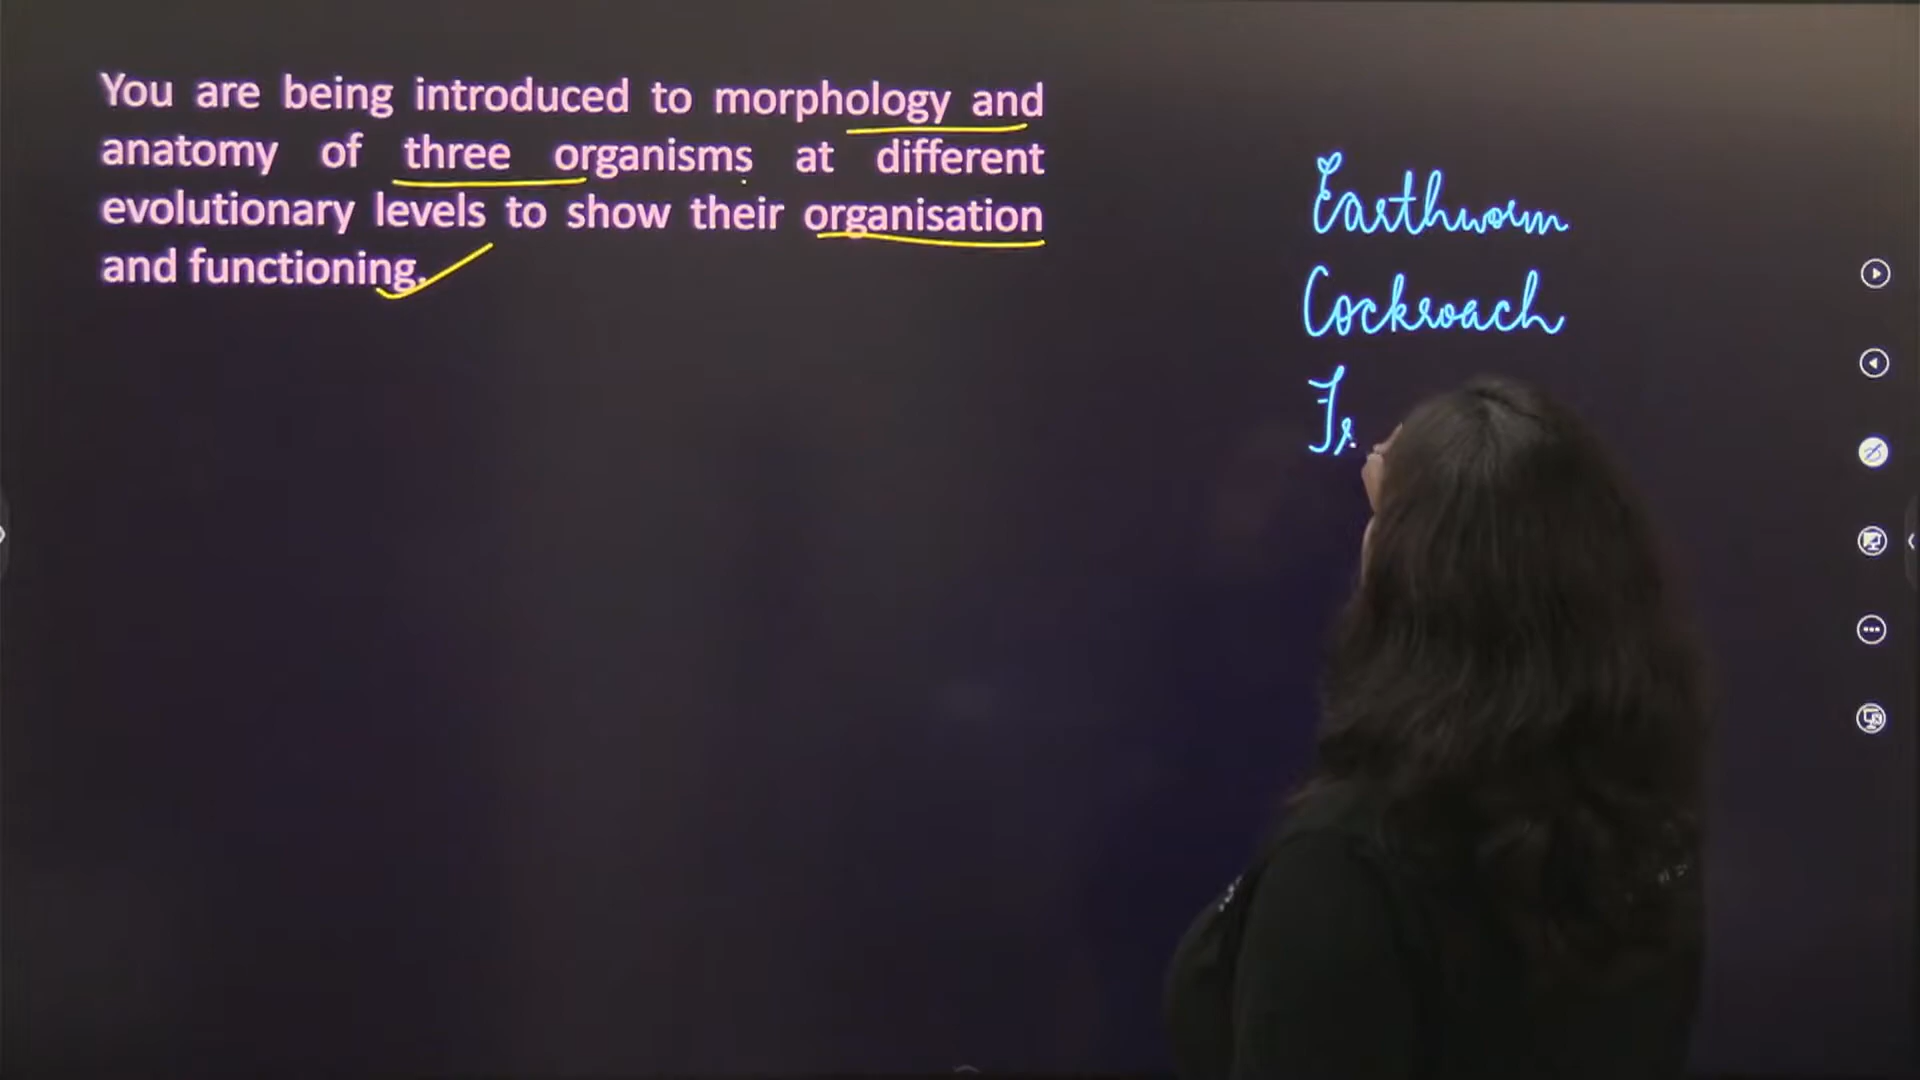 You are being introduced to morphology and
anatomy of three organisms at different
evolutionary levels to show their organisation
and functioning.
Earthworm
Cockroach
Fr